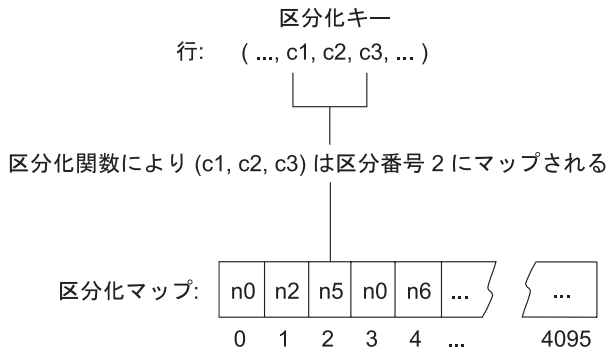 区分化キー
行: ( ..., c1, c2, c3, ... )
区分化関数により (c1, c2, c3) は区分番号 2 にマップされる
区分化マップ: n0 n2 n5 n0 n6 ... ...
0 1 2 3 4 ... 4095